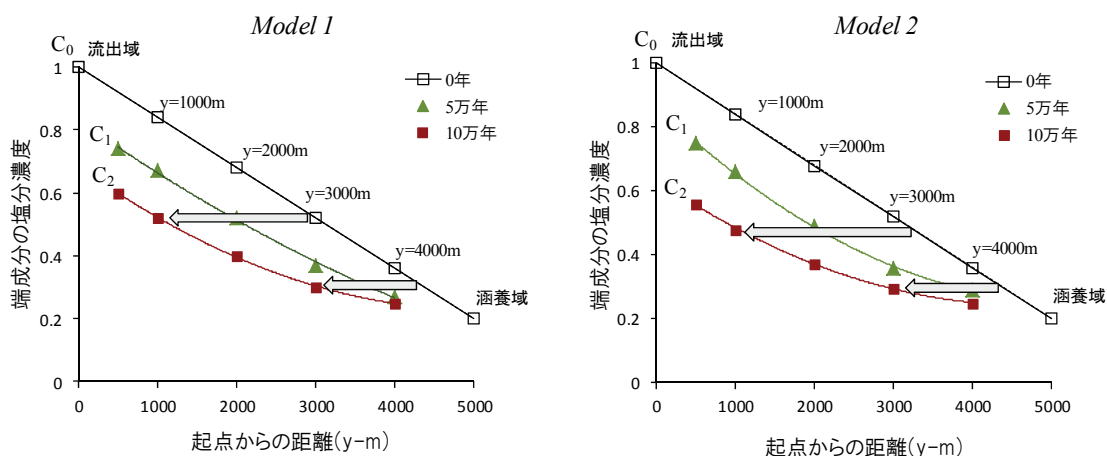 Model 1
C0 流出域
1
0.8
0.6
0.4
0.2
0
端成分の塩分濃度
y=1000m
y=2000m
y=3000m
y=4000m
涵養域
C1
C2
0年
5万年
10万年
0 1000 2000 3000 4000 5000
起点からの距離(y-m)
Model 2
C0 流出域
1
0.8
0.6
0.4
0.2
0
端成分の塩分濃度
y=1000m
y=2000m
y=3000m
y=4000m
涵養域
C1
C2
0年
5万年
10万年
0 1000 2000 3000 4000 5000
起点からの距離(y-m)